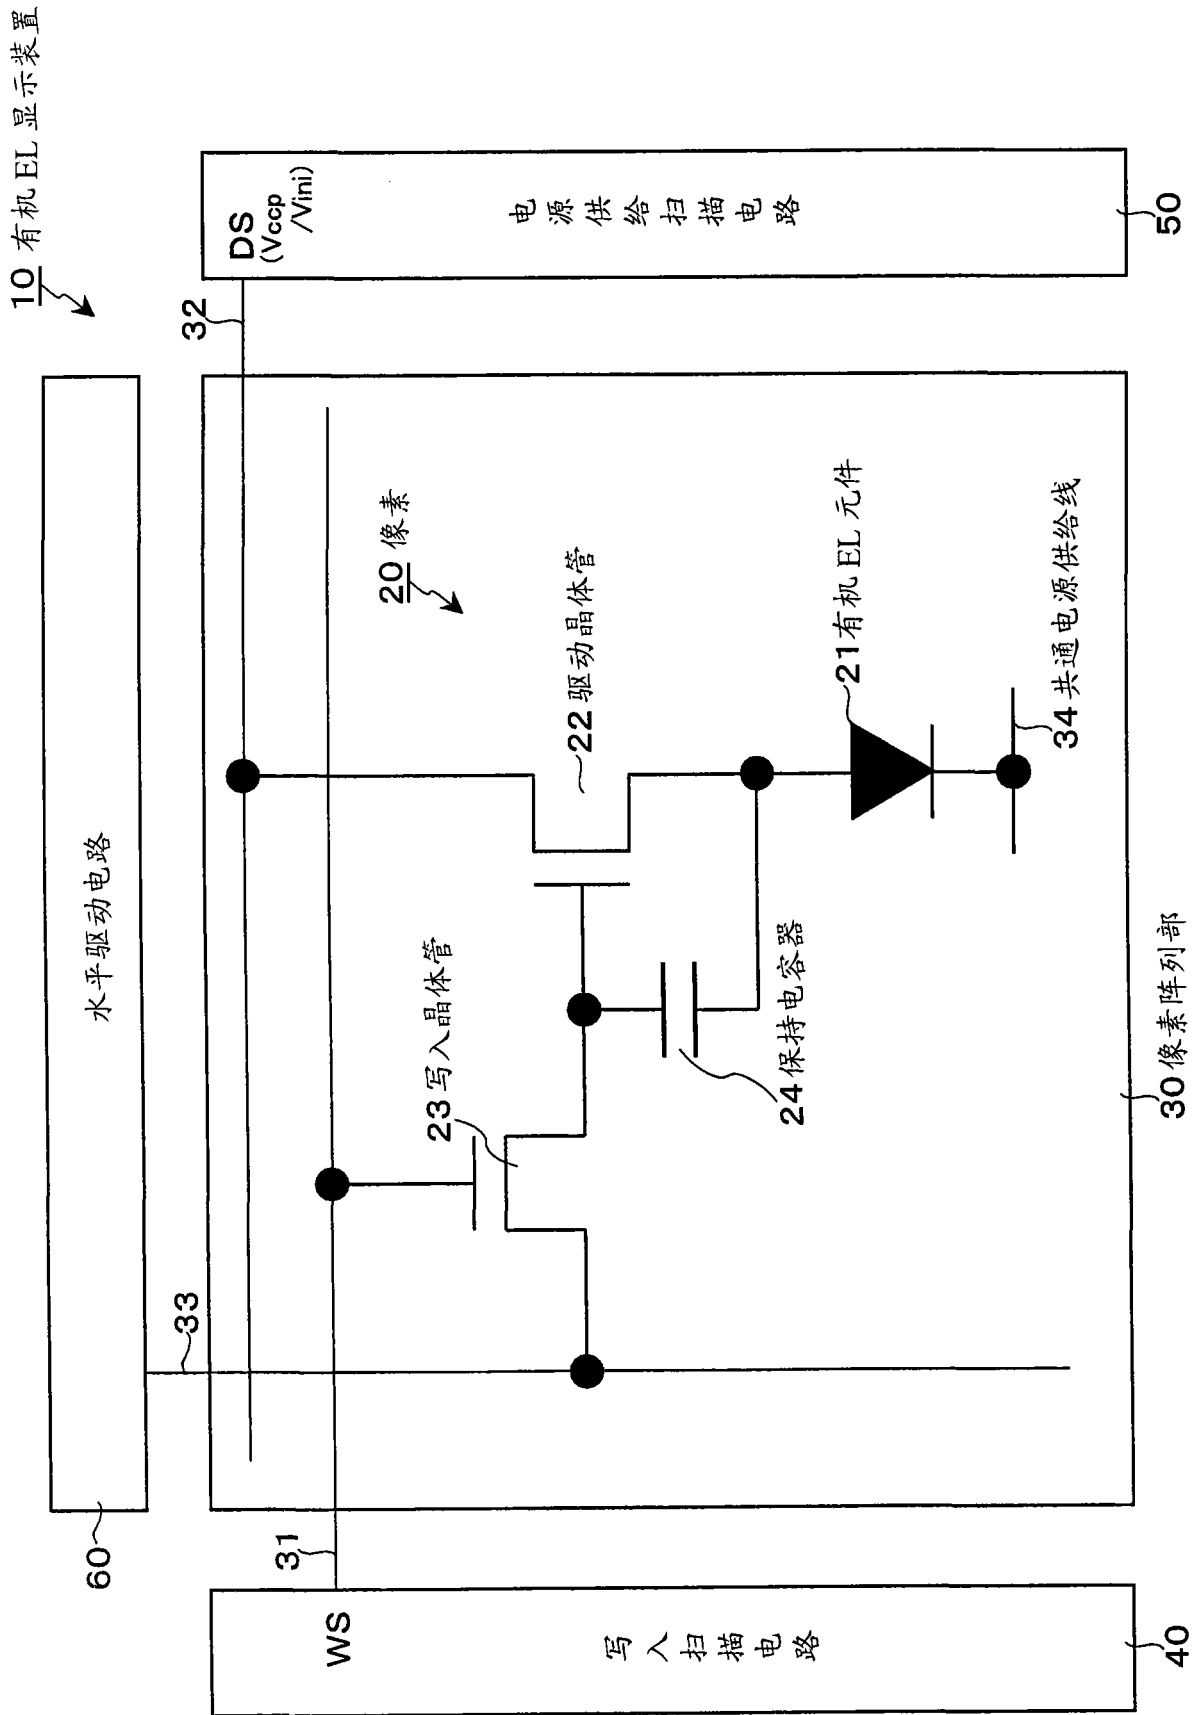 10 有机EL显示装置
水平驱动电路
60
33
32
31
WS
写入扫描电路
40
DS
(Vccp
/Vini)
电源供给扫描电路
50
20 像素
23 写入晶体管
22 驱动晶体管
24 保持电容器
21 有机EL元件
34 共通电源供给线
30 像素阵列部